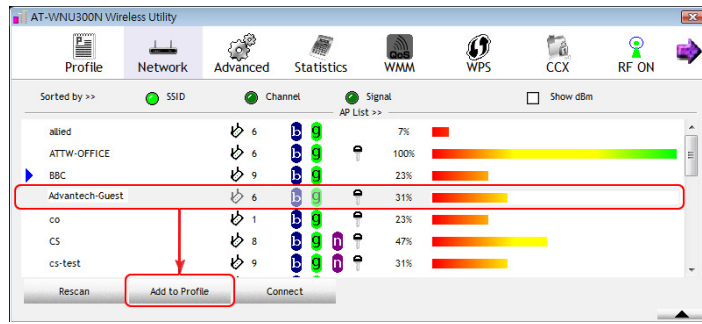 AT-WNU300N Wireless Utility
Profile Network Advanced Statistics QoS WMM WPS CCX RF ON
Sorted by >> SSID Channel Signal Show dBm
AP List >>
allied 6 b g 7%
ATTW-OFFICE 6 b g 100%
BBC 9 b g 23%
Advantech-Guest 6 b g 31%
co 1 b g 23%
CS 8 b g n 47%
cs-test 9 b g n 31%
Rescan Add to Profile Connect